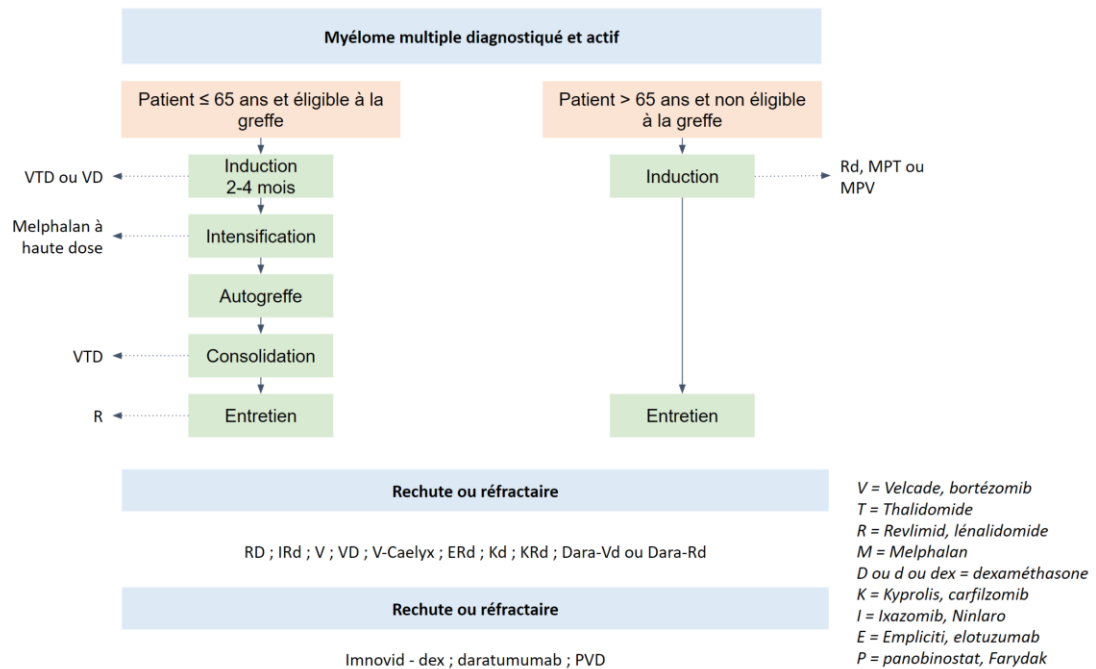 Myélome multiple diagnostiqué et actif
Patient ≤ 65 ans et éligible à la
greffe
Patient > 65 ans et non éligible
à la greffe
VTD ou VD
Induction
2-4 mois
Induction
Rd, MPT ou
MPV
Melphalan à
haute dose
Intensification
Autogreffe
VTD
Consolidation
R
Entretien
Entretien
Rechute ou réfractaire
RD ; IRd ; V ; VD ; V-Caelyx ; ERd ; Kd ; KRd ; Dara-Vd ou Dara-Rd
Rechute ou réfractaire
Imnovid - dex ; daratumumab ; PVD
V = Velcade, bortézomib
T = Thalidomide
R = Revlimid, lénalidomide
M = Melphalan
D ou d ou dex = dexaméthasone
K = Kyprolis, carfilzomib
I = Ixazomib, Ninlaro
E = Empliciti, elotuzumab
P = panobinostat, Farydak